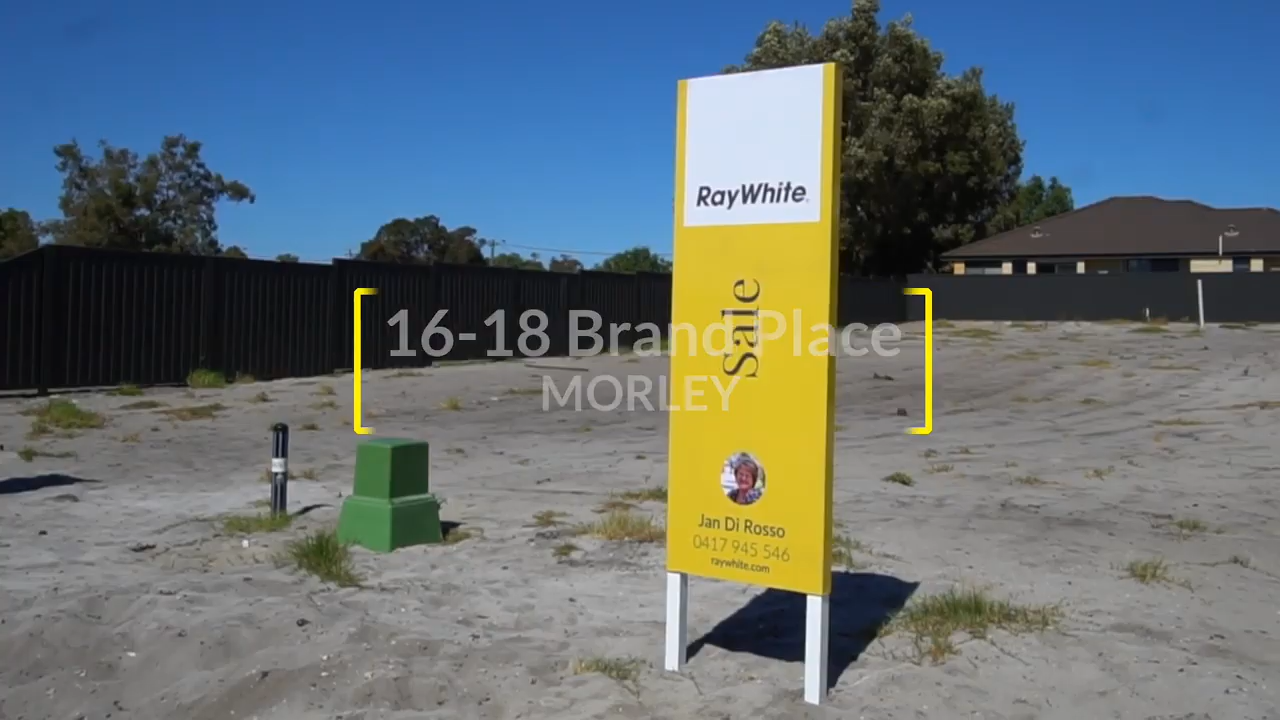 RayWhite
Sale
16-18 Brand Place
MORLEY
Jan Di Rosso
0417 945 546
raywhite.com